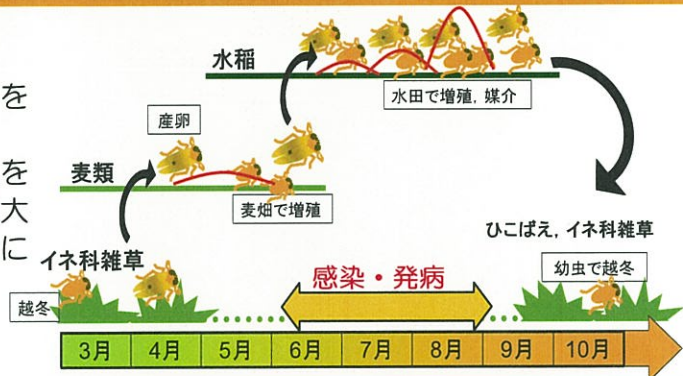 を
を
大
に
水稲
水田で増殖, 媒介
産卵
麦類
麦畑で増殖
ひこばえ, イネ科雑草
幼虫で越冬
イネ科雑草
越冬
感染・発病
3月 4月 5月 6月 7月 8月 9月 10月